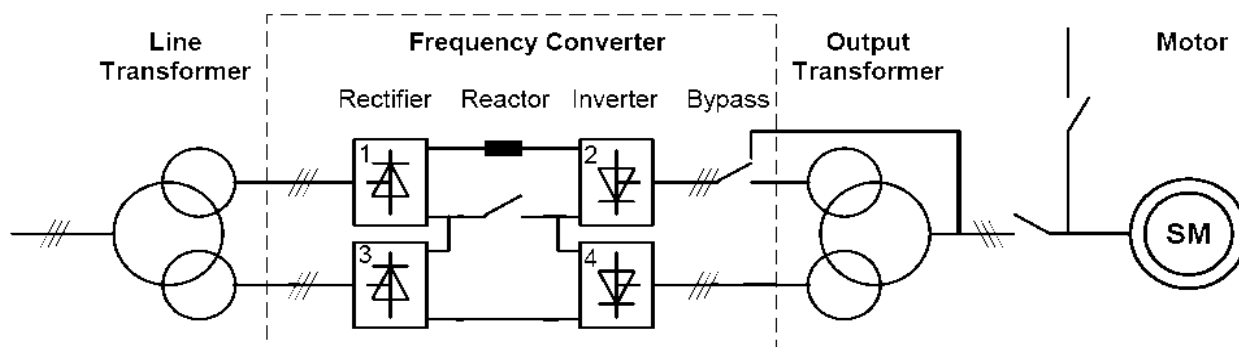 Line
Transformer
Frequency Converter
Output
Transformer
Motor
Rectifier
Reactor
Inverter
Bypass
1
2
3
4
SM